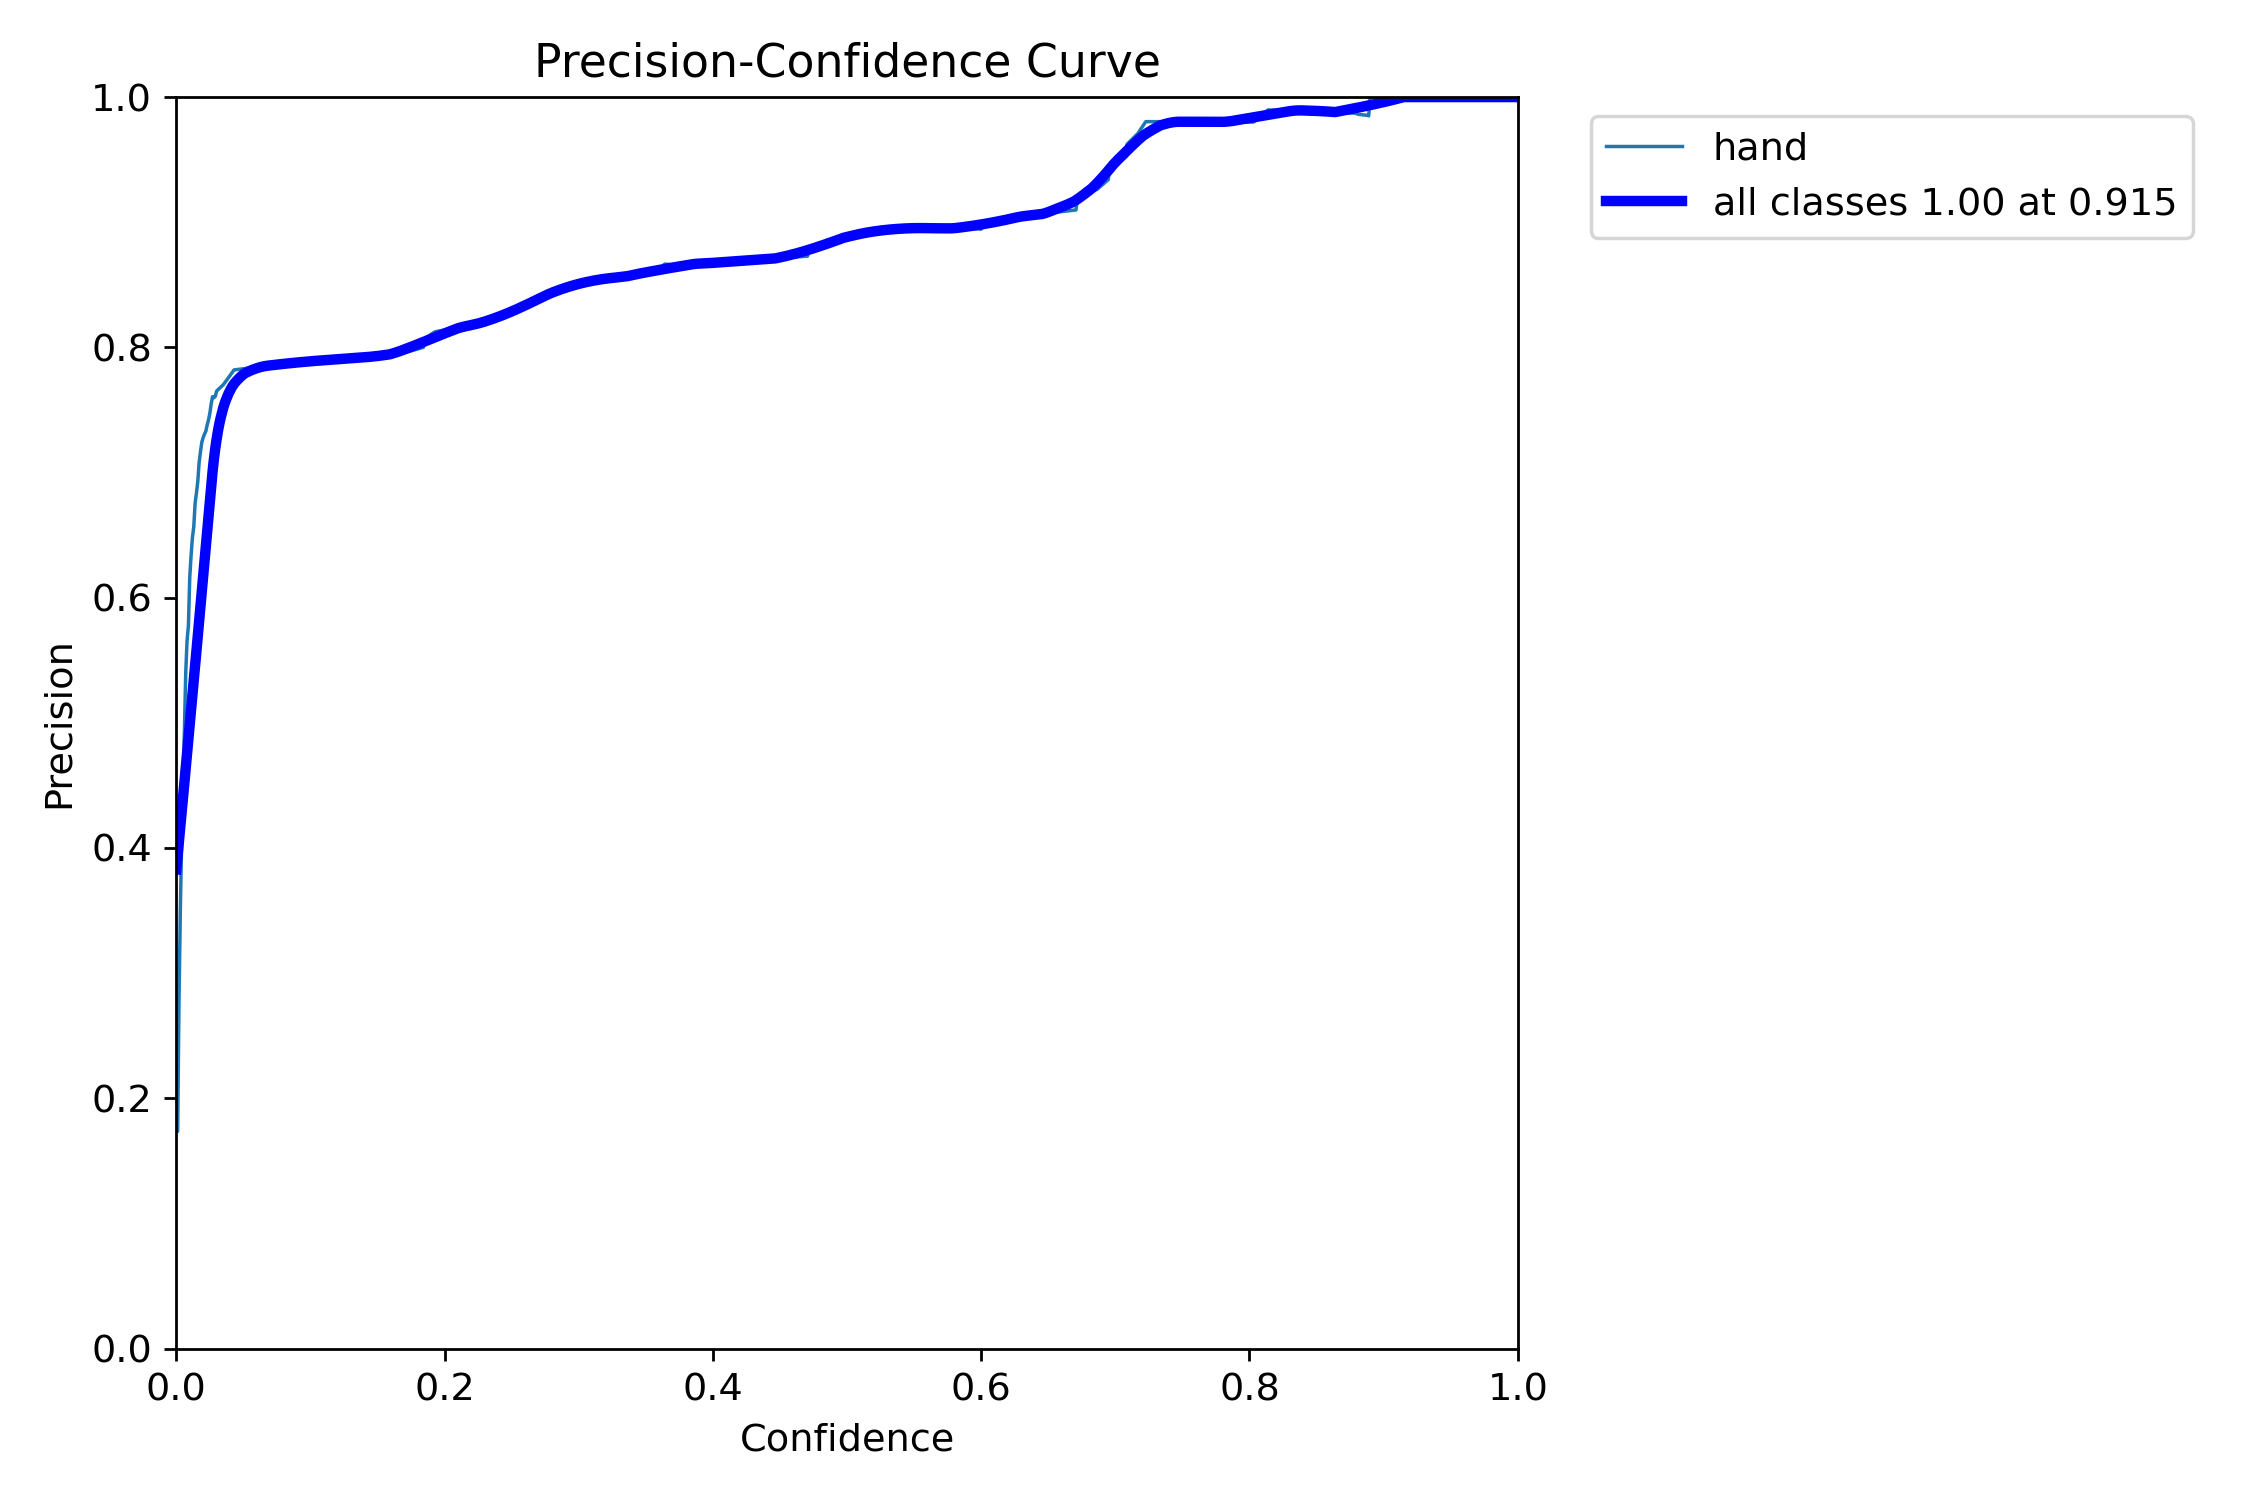 Precision-Confidence Curve
1.0
0.8
0.6
0.4
0.2
0.0
Precision
0.0 0.2 0.4 0.6 0.8 1.0
Confidence
hand
all classes 1.00 at 0.915